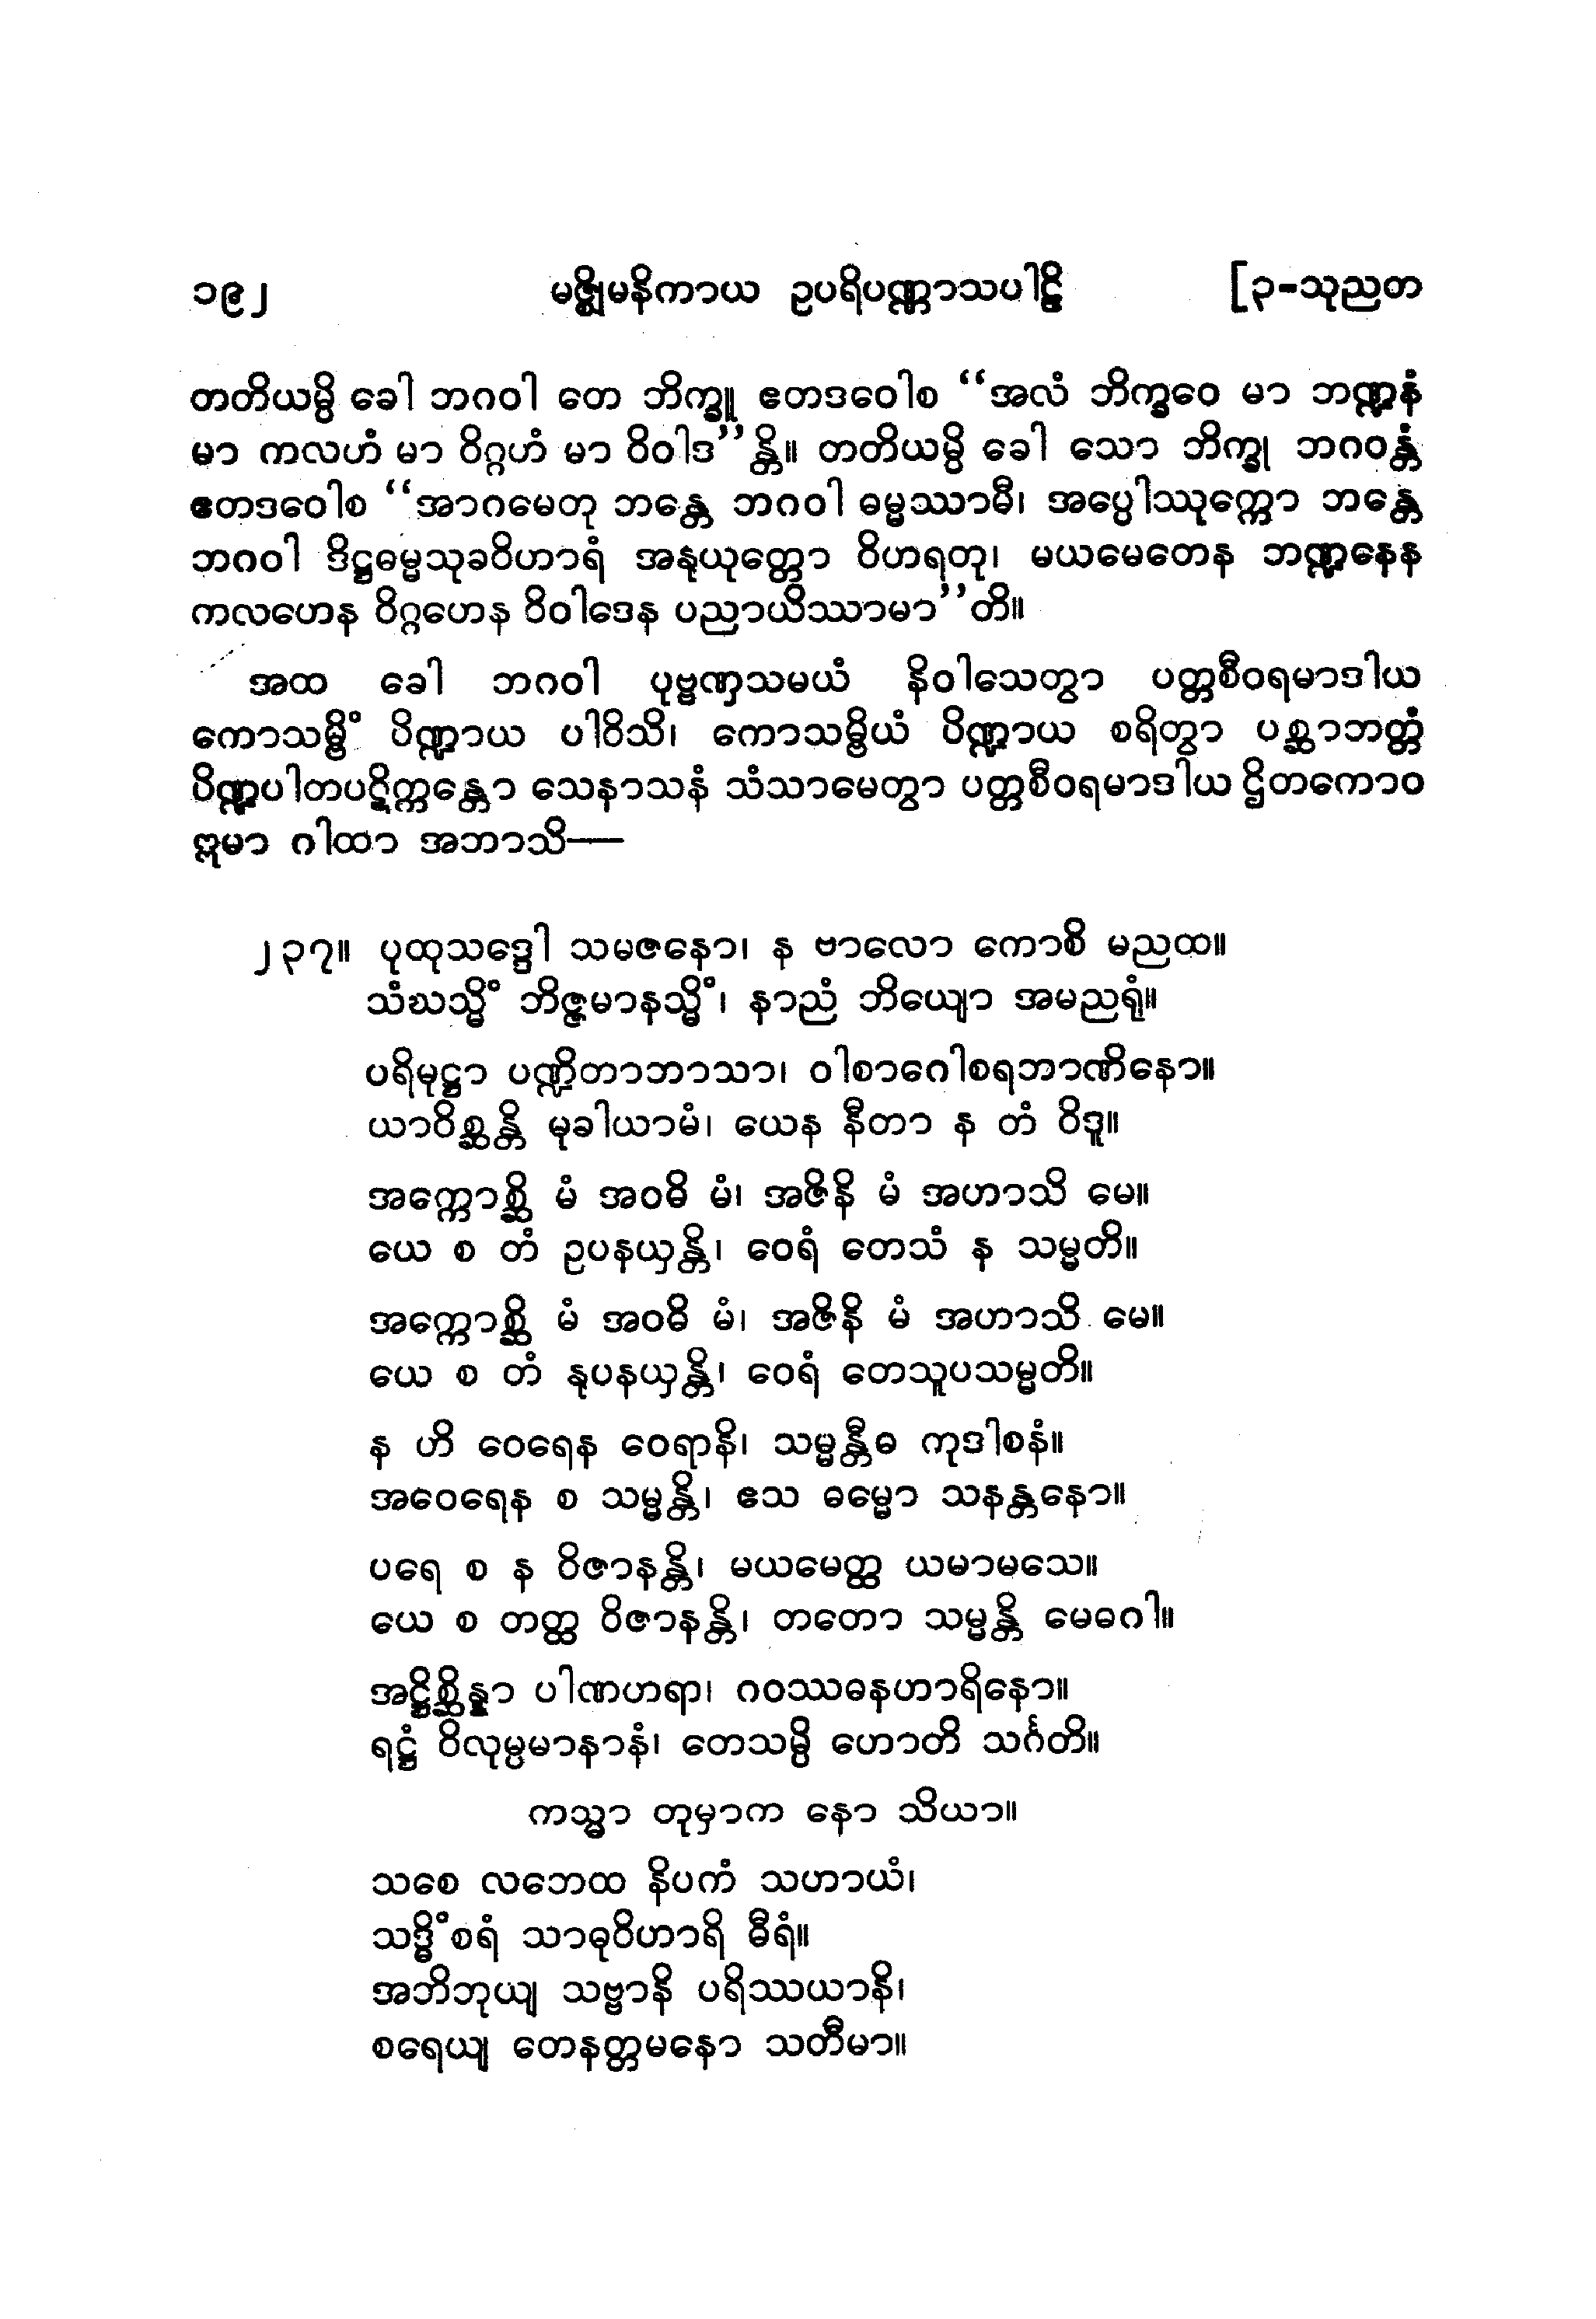 ၁၉၂ မဇ္ဈိမနိကာယ ဥပရိပဏ္ဏာသပါဠိ [၃-သုညတ
တတိယမ္ပိ ခေါ ဘဂဝါ တေ ဘိက္ခူ ဧတဒဝေါစ “အလံ ဘိက္ခဝေ မာ ဘဏ္ဍနံ
မာ ကလဟံ မာ ဝိဂ္ဂဟံ မာ ဝိဝါဒ”န္တိ။ တတိယမ္ပိ ခေါ သော ဘိက္ခု ဘဂဝန္တံ
ဧတဒဝေါစ “အာဂမေတု ဘန္တေ ဘဂဝါ ဓမ္မဿာမီ၊ အပ္ပေါဿုက္ကော ဘန္တေ
ဘဂဝါ ဒိဋ္ဌဓမ္မသုခဝိဟာရံ အနုယုတ္တော ဝိဟရတု၊ မယမေတေန ဘဏ္ဍနေန
ကလဟေန ဝိဂ္ဂဟေန ဝိဝါဒေန ပညာယိဿာမာ”တိ။
အထ ခေါ ဘဂဝါ ပုဗ္ဗဏှသမယံ နိဝါသေတွာ ပတ္တစီဝရမာဒါယ
ကောသမ္ဗိံ ပိဏ္ဍာယ ပါဝိသိ၊ ကောသမ္ဗိယံ ပိဏ္ဍာယ စရိတွာ ပစ္ဆာဘတ္တံ
ပိဏ္ဍပါတပဋိက္ကန္တော သေနာသနံ သံသာမေတွာ ပတ္တစီဝရမာဒါယ ဌိတကောဝ
ဣမာ ဂါထာ အဘာသိ—
၂၃၇။ ပုထုသဒ္ဒေါ သမဇနော၊ န ဗာလော ကောစိ မညထ။
သံဃသ္မိံ ဘိဇ္ဇမာနသ္မိံ၊ နာညံ ဘိယျော အမညရုံ။
ပရိမုဋ္ဌာ ပဏ္ဍိတာဘာသာ၊ ဝါစာဂေါစရဘာဏိနော။
ယာဝိစ္ဆန္တိ မုခါယာမံ၊ ယေန နီတာ န တံ ဝိဒူ။
အက္ကောစ္ဆိ မံ အဝဓိ မံ၊ အဇိနိ မံ အဟာသိ မေ။
ယေ စ တံ ဥပနယှန္တိ၊ ဝေရံ တေသံ န သမ္မတိ။
အက္ကောစ္ဆိ မံ အဝဓိ မံ၊ အဇိနိ မံ အဟာသိ မေ။
ယေ စ တံ နုပနယှန္တိ၊ ဝေရံ တေသူပသမ္မတိ။
န ဟိ ဝေရေန ဝေရာနိ၊ သမ္မန္တီဓ ကုဒါစနံ။
အဝေရေန စ သမ္မန္တိ၊ ဧသ ဓမ္မော သနန္တနော။
ပရေ စ န ဝိဇာနန္တိ၊ မယမေတ္ထ ယမာမသေ။
ယေ စ တတ္ထ ဝိဇာနန္တိ၊ တတော သမ္မန္တိ မေဓဂါ။
အဋ္ဌိစ္ဆိန္နာ ပါဏဟရာ၊ ဂဝဿဓနဟာရိနော။
ရဋ္ဌံ ဝိလုမ္ပမာနာနံ၊ တေသမ္ပိ ဟောတိ သင်္ဂတိ။
ကသ္မာ တုမှာက နော သိယာ။
သစေ လဘေထ နိပကံ သဟာယံ၊
သဒ္ဓိံစရံ သာဓုဝိဟာရိ ဓီရံ။
အဘိဘုယျ သဗ္ဗာနိ ပရိဿယာနိ၊
စရေယျ တေနတ္တမနော သတီမာ။